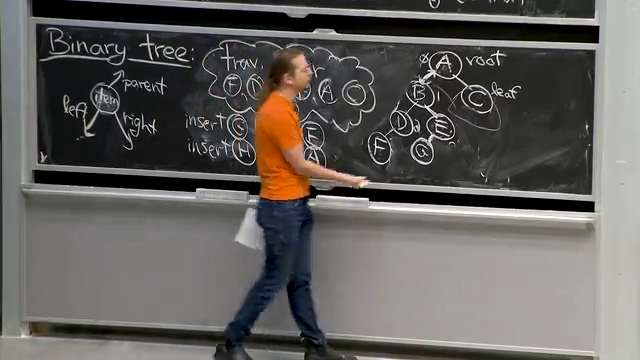 Binary tree:
trav.
A root
parent
item
F A C
B C leaf
left
right
insert G E
D E
insert H A
F G